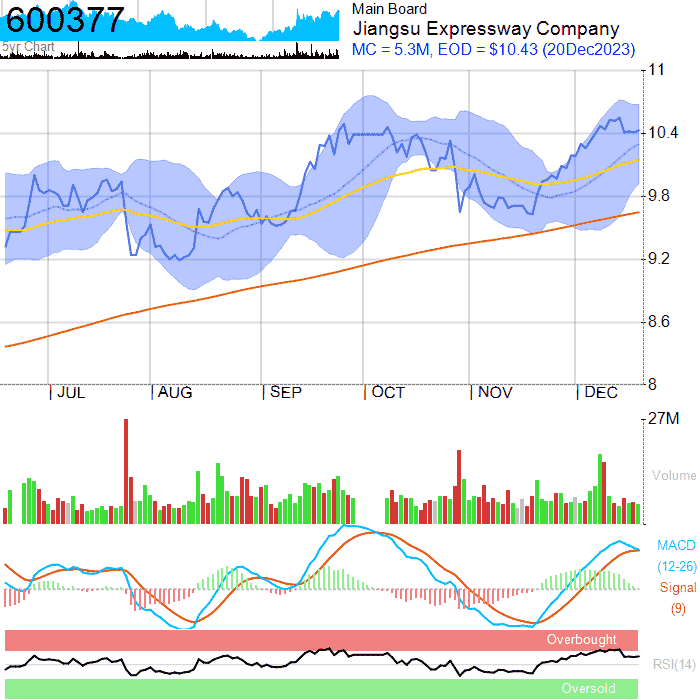 600377
5yr Chart
Main Board
Jiangsu Expressway Company
MC = 5.3M, EOD = $10.43 (20Dec2023)
11
10.4
9.8
9.2
8.6
8
JUL
AUG
SEP
OCT
NOV
DEC
27M
Volume
MACD
(12-26)
Signal
(9)
Overbought
RSI(14)
Oversold